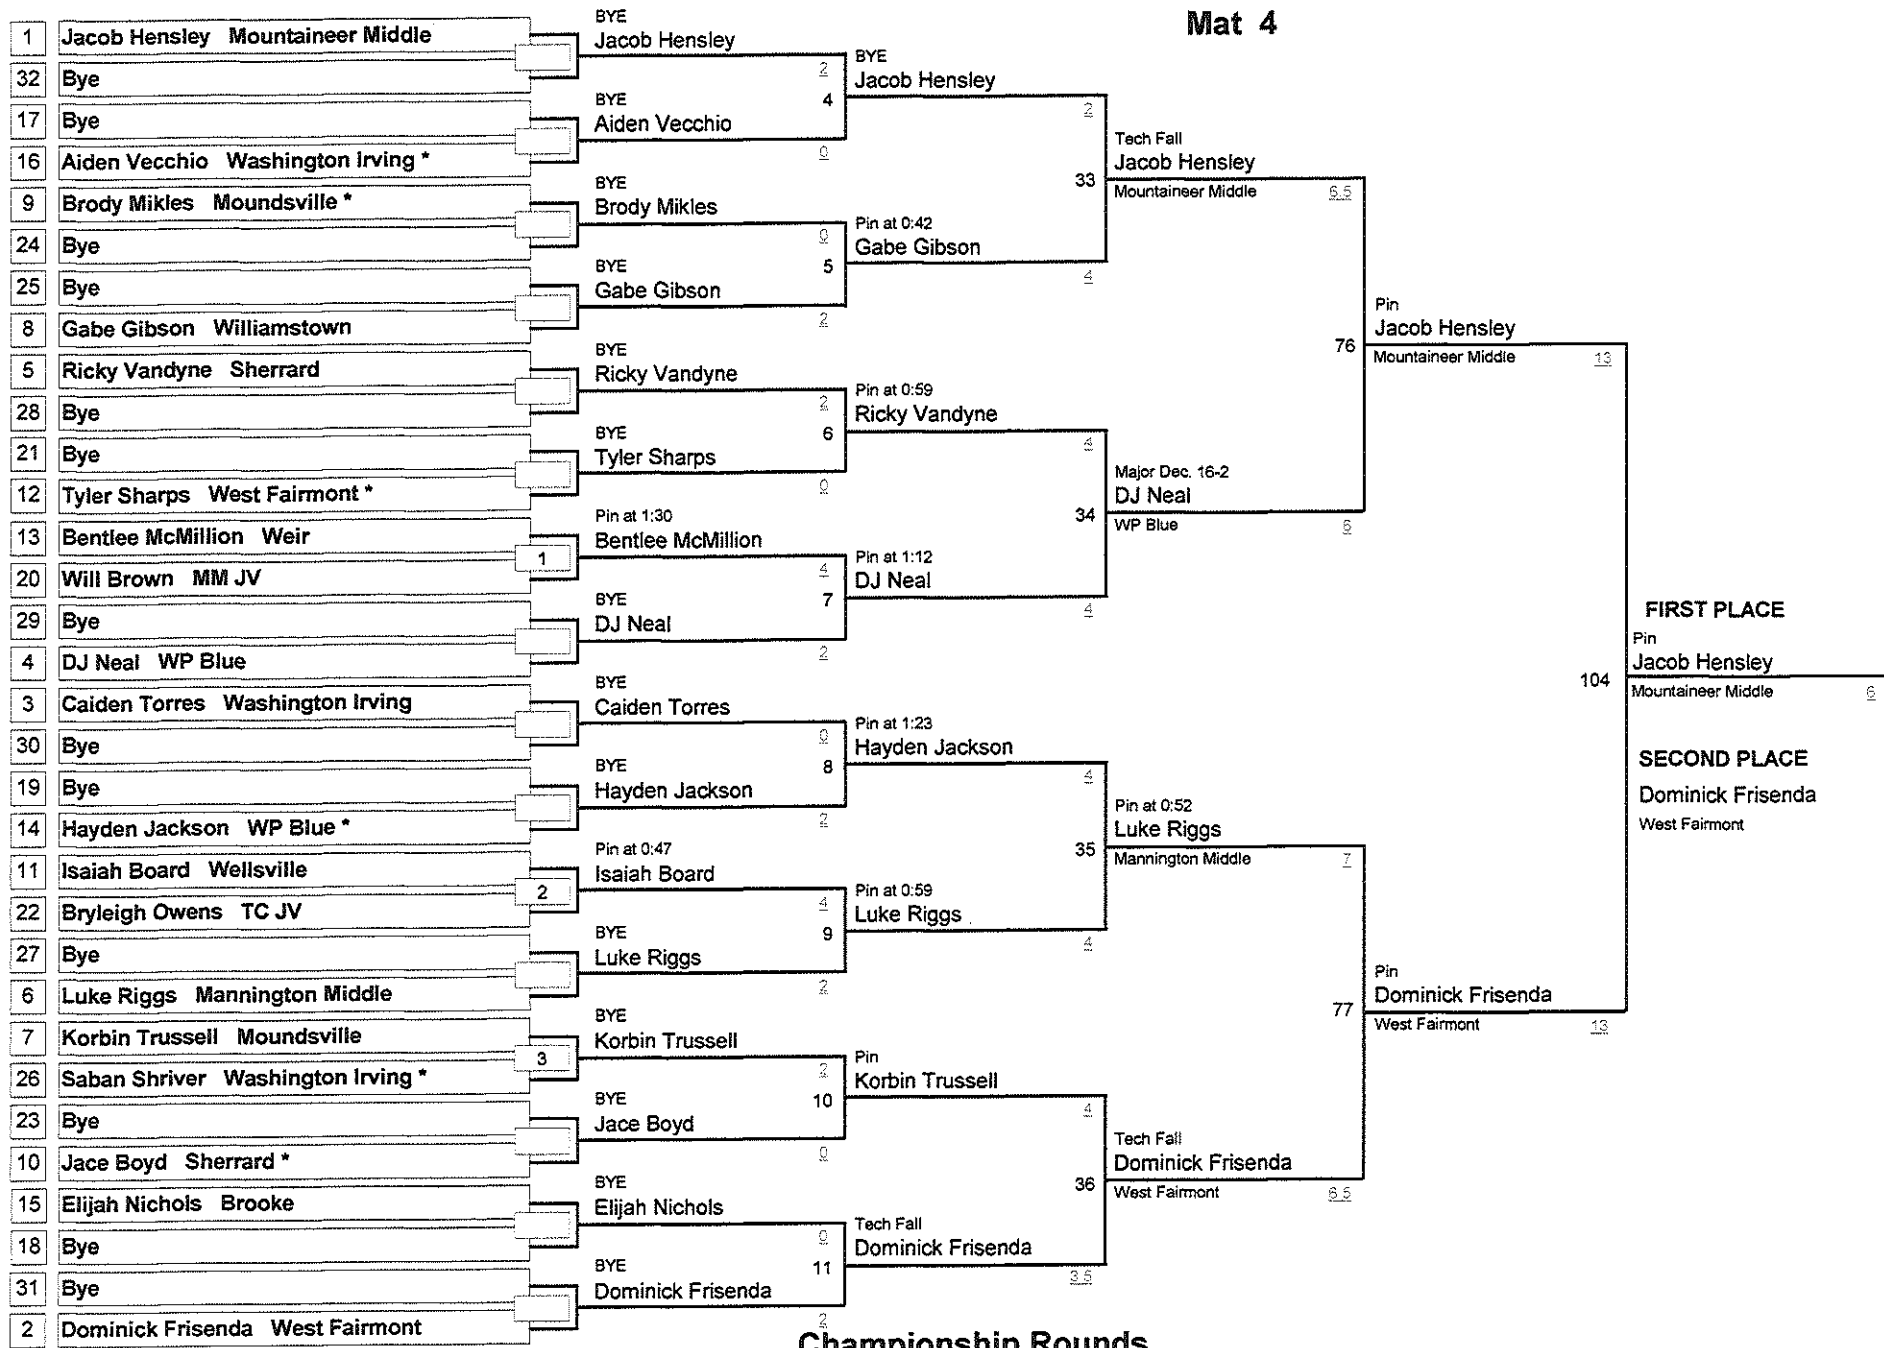 Mat 4
1 Jacob Hensley Mountaineer Middle
32 Bye
17 Bye
16 Aiden Vecchio Washington Irving *
9 Brody Mikles Moundsville *
24 Bye
25 Bye
8 Gabe Gibson Williamstown
5 Ricky Vandyne Sherrard
28 Bye
21 Bye
12 Tyler Sharps West Fairmont *
13 Bentlee McMillion Weir
20 Will Brown MM JV
29 Bye
4 DJ Neal WP Blue
3 Caiden Torres Washington Irving
30 Bye
19 Bye
14 Hayden Jackson WP Blue *
11 Isaiah Board Wellsville
22 Bryleigh Owens TC JV
27 Bye
6 Luke Riggs Mannington Middle
7 Korbin Trussell Moundsville
26 Saban Shriver Washington Irving *
23 Bye
10 Jace Boyd Sherrard *
15 Elijah Nichols Brooke
18 Bye
31 Bye
2 Dominick Frisenda West Fairmont
1
2
3
BYE
Jacob Hensley
2
4
BYE
Aiden Vecchio
0
BYE
Brody Mikles
0
5
BYE
Gabe Gibson
2
BYE
Ricky Vandyne
2
6
BYE
Tyler Sharps
0
Pin at 1:30
Bentlee McMillion
4
7
BYE
DJ Neal
2
BYE
Caiden Torres
0
8
BYE
Hayden Jackson
2
Pin at 0:47
Isaiah Board
4
9
BYE
Luke Riggs
2
BYE
Korbin Trussell
2
10
BYE
Jace Boyd
0
BYE
Elijah Nichols
0
11
BYE
Dominick Frisenda
2
BYE
Jacob Hensley
2
33
Pin at 0:42
Gabe Gibson
4
Pin at 0:59
Ricky Vandyne
4
34
Pin at 1:12
DJ Neal
4
Pin at 1:23
Hayden Jackson
4
35
Pin at 0:59
Luke Riggs
4
Pin
Korbin Trussell
4
36
Tech Fall
Dominick Frisenda
3.5
Tech Fall
Jacob Hensley
Mountaineer Middle 6.5
76
Major Dec. 16-2
DJ Neal
WP Blue 6
Pin at 0:52
Luke Riggs
Mannington Middle 7
77
Tech Fall
Dominick Frisenda
West Fairmont 6.5
Pin
Jacob Hensley
Mountaineer Middle 13
104
Pin
Dominick Frisenda
West Fairmont 13
FIRST PLACE
Pin
Jacob Hensley
Mountaineer Middle 6
SECOND PLACE
Dominick Frisenda
West Fairmont
Championship Rounds